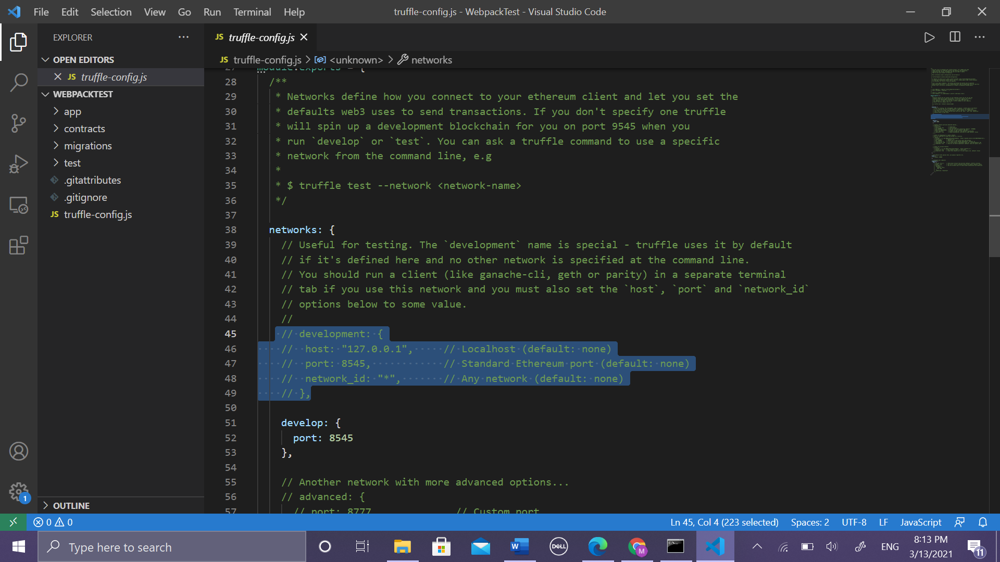 File Edit Selection View Go Run Terminal Help
truffle-config.js - WebpackTest - Visual Studio Code
EXPLORER
OPEN EDITORS
JS truffle-config.js
WEBPACKTEST
app
contracts
migrations
test
.gitattributes
.gitignore
JS truffle-config.js
OUTLINE
JS truffle-config.js
JS truffle-config.js > <unknown> > networks
27 module.exports = {
28 /**
29 * Networks define how you connect to your ethereum client and let you set the
30 * defaults web3 uses to send transactions. If you don't specify one truffle
31 * will spin up a development blockchain for you on port 9545 when you
32 * run `develop` or `test`. You can ask a truffle command to use a specific
33 * network from the command line, e.g
34 *
35 * $ truffle test --network <network-name>
36 */
37
38 networks: {
39 // Useful for testing. The `development` name is special - truffle uses it by default
40 // if it's defined here and no other network is specified at the command line.
41 // You should run a client (like ganache-cli, geth or parity) in a separate terminal
42 // tab if you use this network and you must also set the `host`, `port` and `network_id`
43 // options below to some value.
44 //
45 // development: {
46 // host: "127.0.0.1", // Localhost (default: none)
47 // port: 8545, // Standard Ethereum port (default: none)
48 // network_id: "*", // Any network (default: none)
49 // },
50
51 develop: {
52 port: 8545
53 },
54
55 // Another network with more advanced options...
56 // advanced: {
57 // port: 8777 // Custom port
1
0 0
Ln 45, Col 4 (223 selected) Spaces: 2 UTF-8 LF JavaScript
Type here to search
W
DELL
M
ENG
8:13 PM
3/13/2021
11